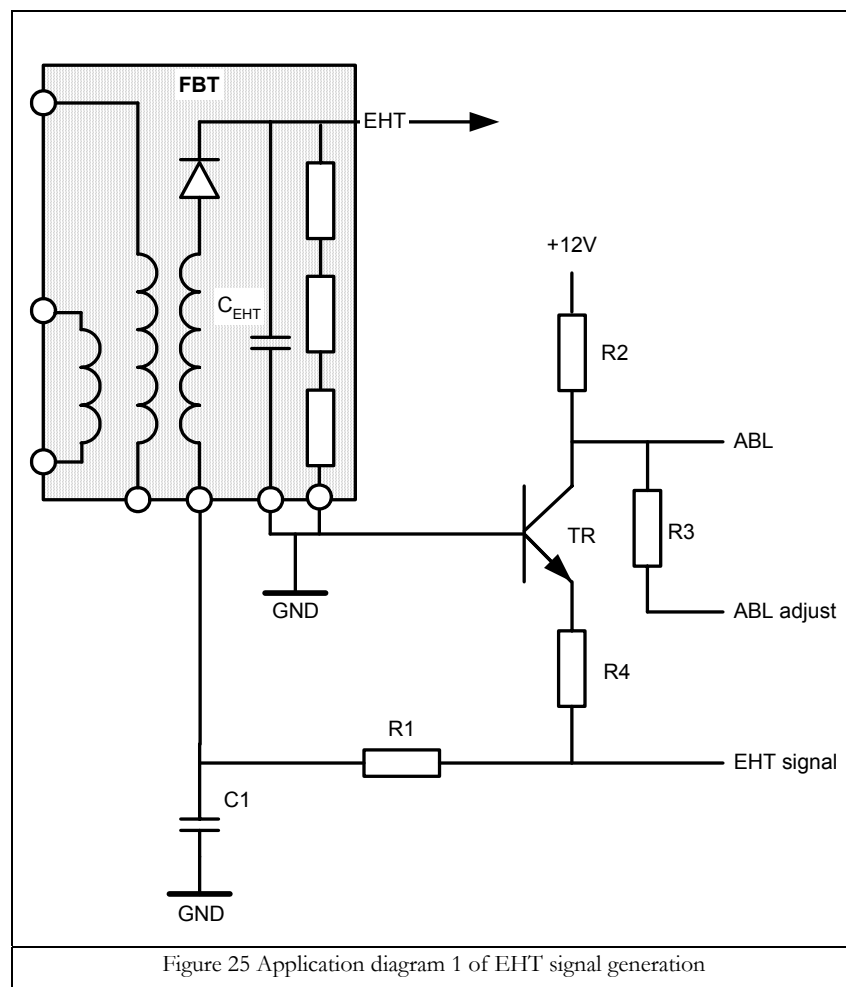 FBT
EHT
+12V
C_EHT
R2
ABL
TR
R3
GND
ABL adjust
R4
R1
EHT signal
C1
GND
Figure 25 Application diagram 1 of EHT signal generation